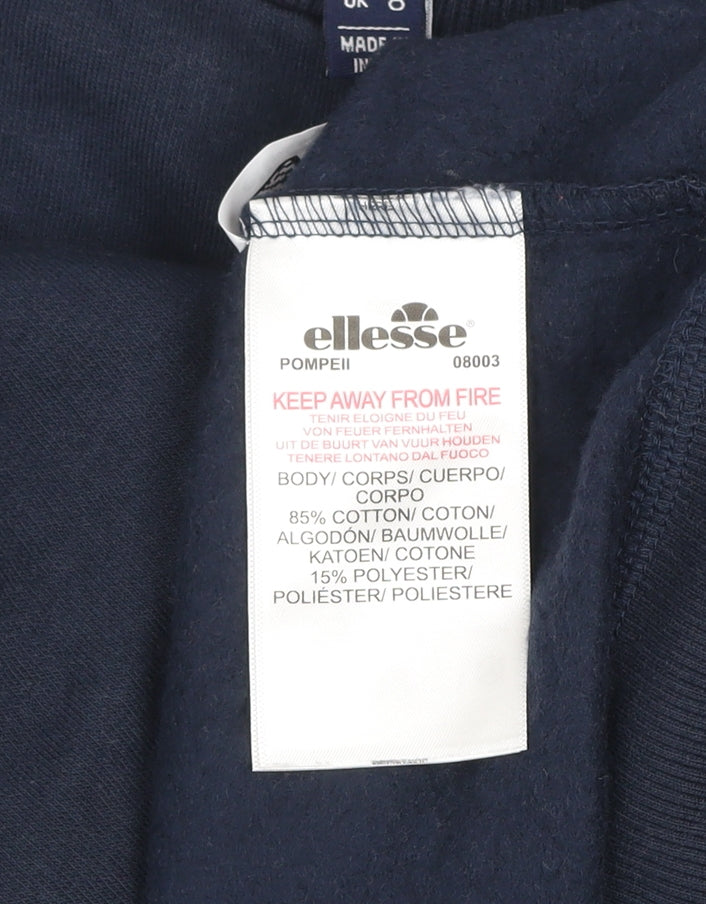 UK
MADE
IN
ellesse®
POMPEII 08003
KEEP AWAY FROM FIRE
TENIR ELOIGNE DU FEU
VON FEUER FERNHALTEN
UIT DE BUURT VAN VUUR HOUDEN
TENERE LONTANO DAL FUOCO
BODY/ CORPS/ CUERPO/
CORPO
85% COTTON/ COTON/
ALGODÓN/ BAUMWOLLE/
KATOEN/ COTONE
15% POLYESTER/
POLIÉSTER/ POLIESTERE